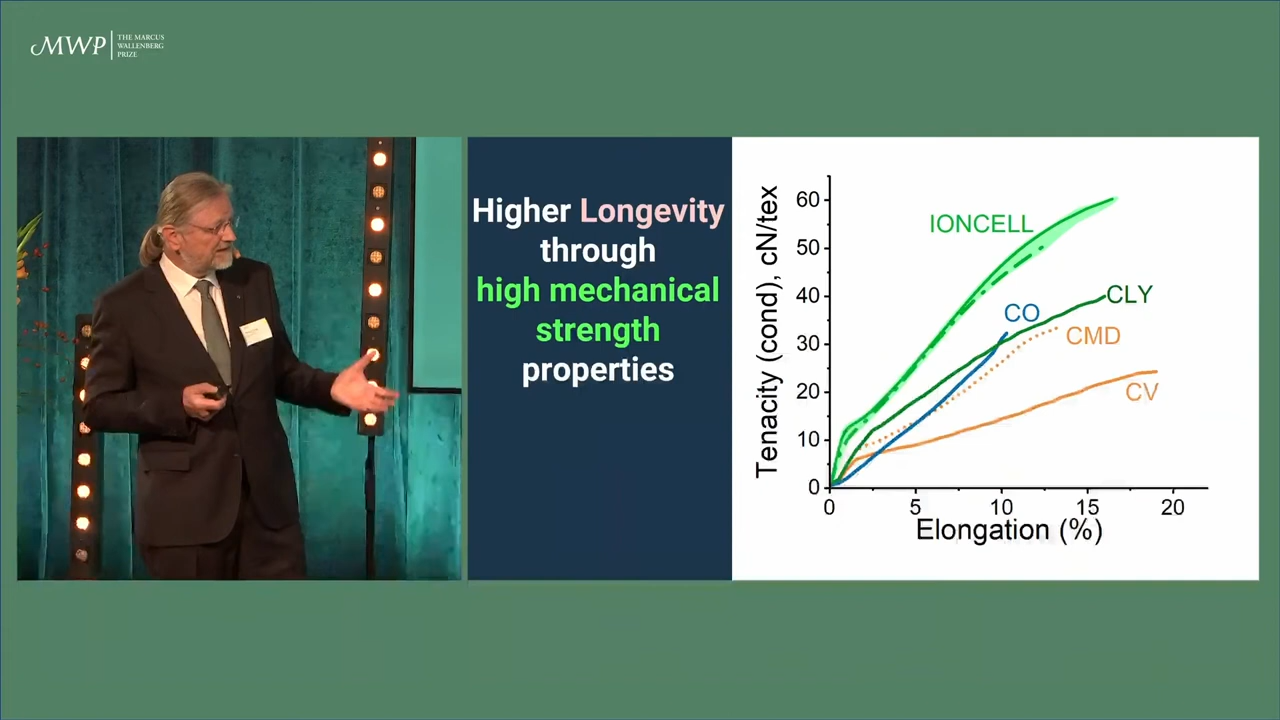 MWP
THE MARCUS
WALLENBERG
PRIZE
Higher Longevity
through
high mechanical
strength
properties
Tenacity (cond), cN/tex
60
50
40
30
20
10
0
IONCELL
CLY
CO
CMD
CV
0 5 10 15 20
Elongation (%)